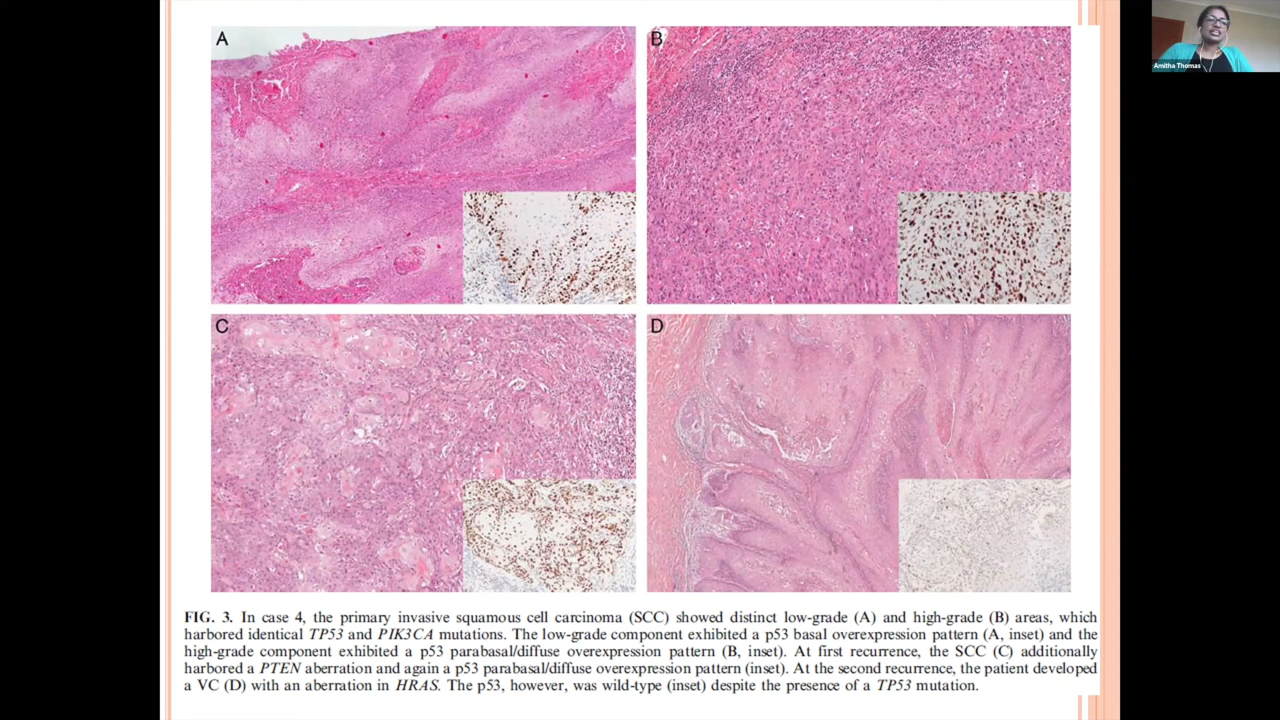 A
B
Amitha Thomas
C
D
FIG. 3. In case 4, the primary invasive squamous cell carcinoma (SCC) showed distinct low-grade (A) and high-grade (B) areas, which
harbored identical TP53 and PIK3CA mutations. The low-grade component exhibited a p53 basal overexpression pattern (A, inset) and the
high-grade component exhibited a p53 parabasal/diffuse overexpression pattern (B, inset). At first recurrence, the SCC (C) additionally
harbored a PTEN aberration and again a p53 parabasal/diffuse overexpression pattern (inset). At the second recurrence, the patient developed
a VC (D) with an aberration in HRAS. The p53, however, was wild-type (inset) despite the presence of a TP53 mutation.